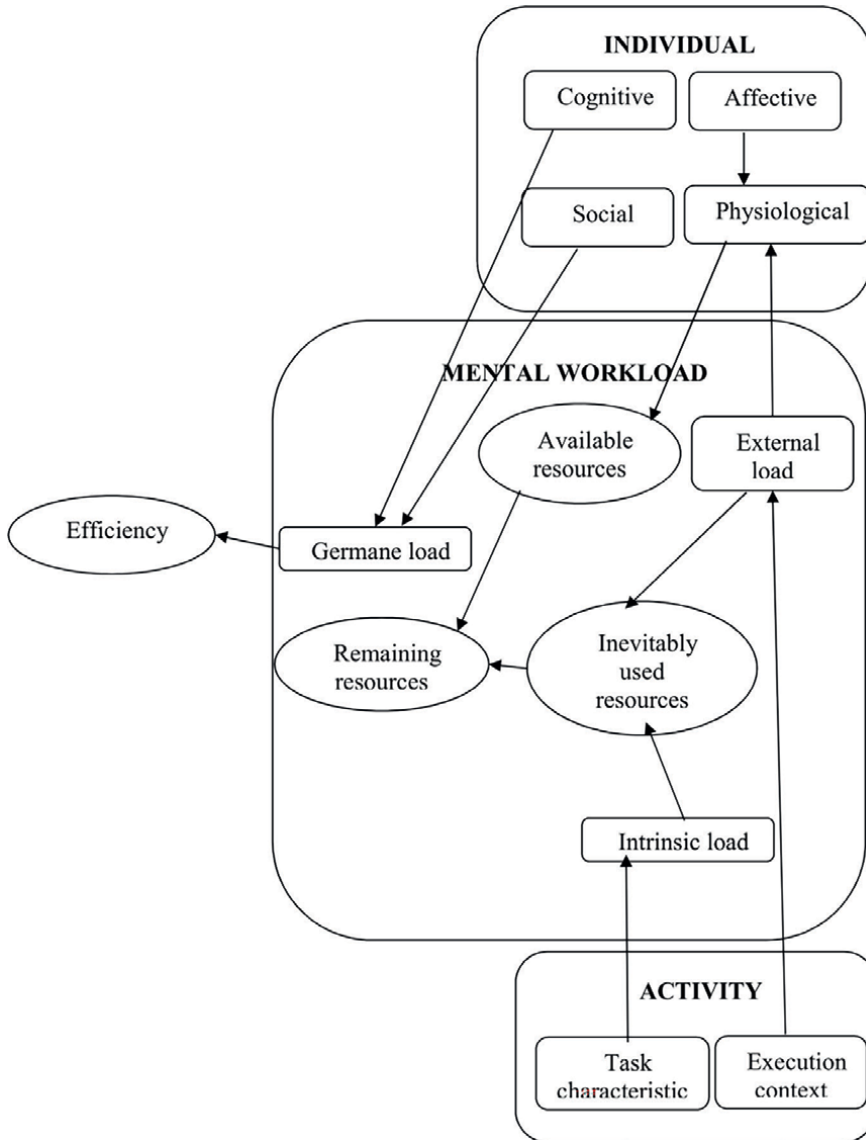 INDIVIDUAL
Cognitive
Affective
Social
Physiological
MENTAL WORKLOAD
Available
resources
External
load
Efficiency
Germane load
Remaining
resources
Inevitably
used
resources
Intrinsic load
ACTIVITY
Task
characteristic
Execution
context